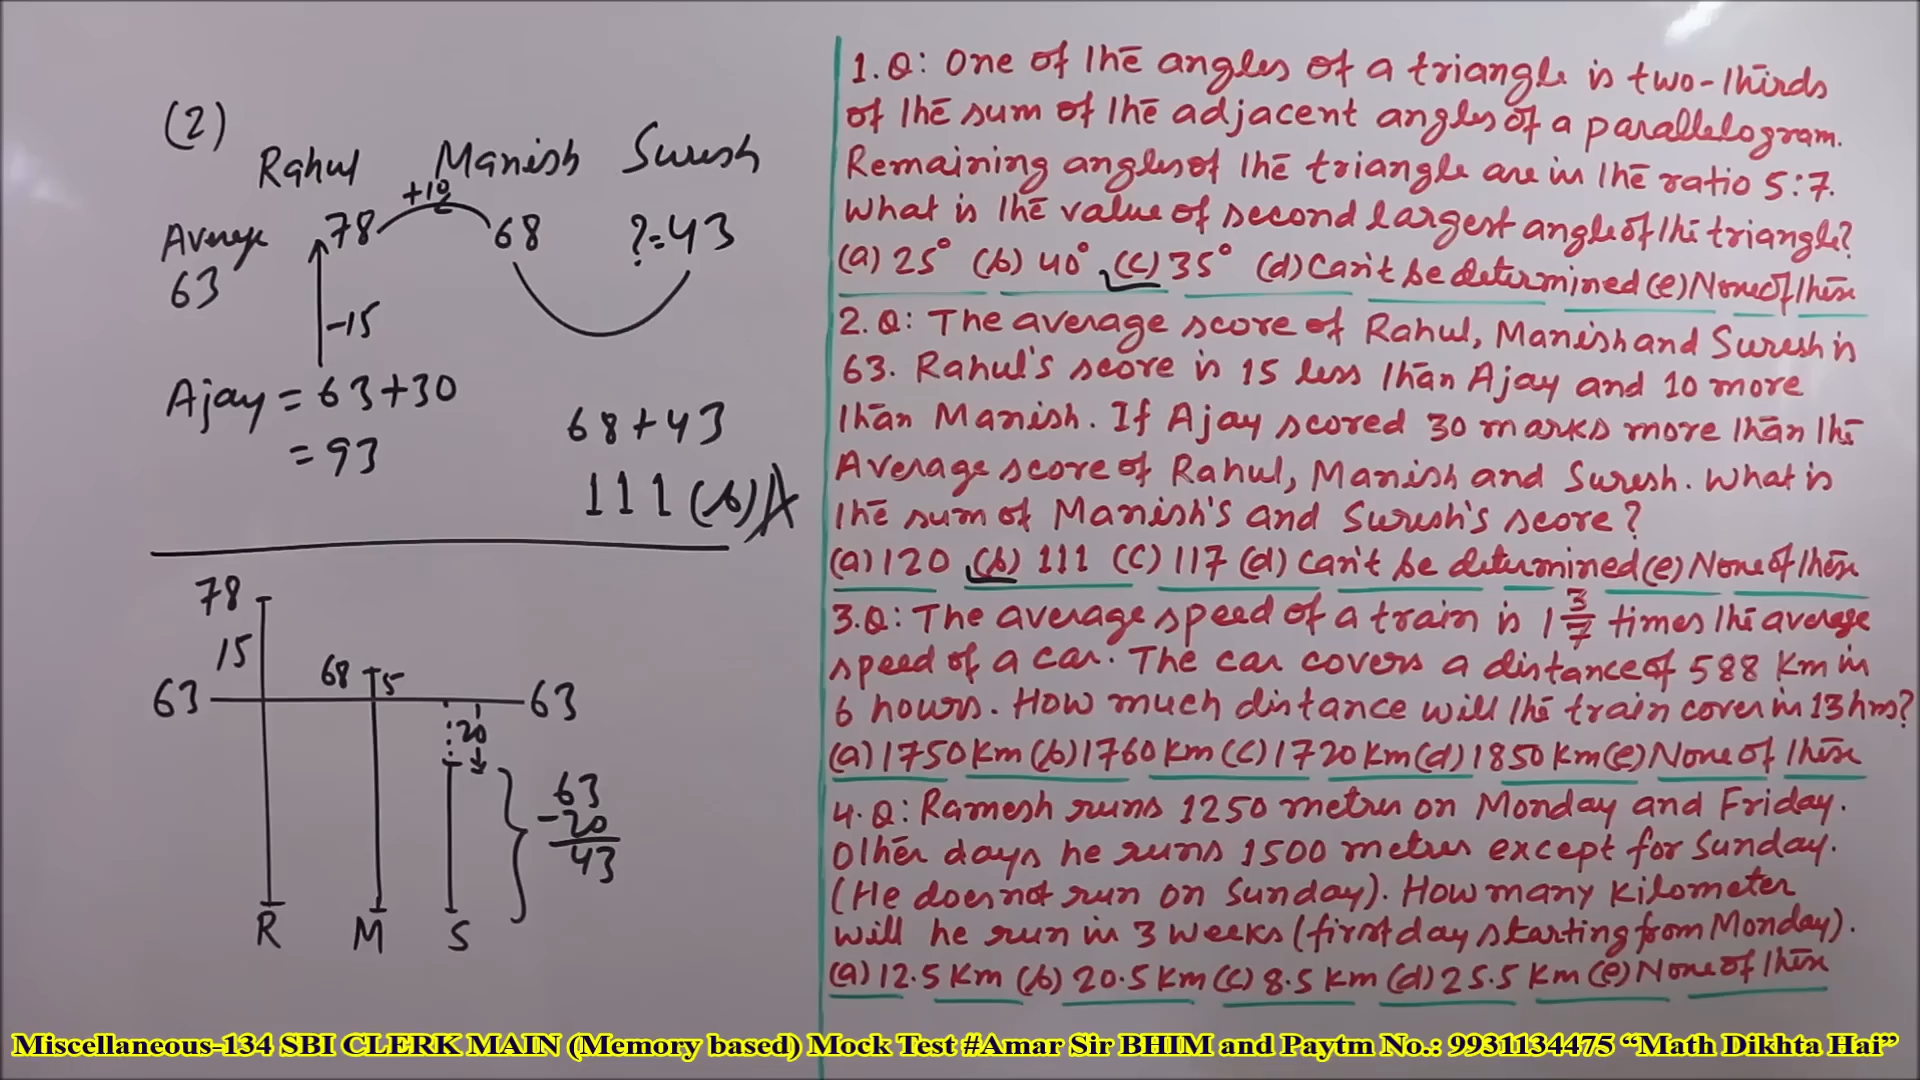 (2)
Rahul Manish Suresh
+10
Average 78 68 ?=43
63
-15
Ajay = 63+30
= 93
68+43
111 (b) A
78
15
68 5
63 63
20
63
-20
43
R M S
1.Q: One of the angles of a triangle is two-thirds
of the sum of the adjacent angles of a parallelogram.
Remaining angles of the triangle are in the ratio 5:7.
What is the value of second largest angle of the triangle?
(a) 25° (b) 40° (c) 35° (d) Can't be determined (e) None of these
2.Q: The average score of Rahul, Manish and Suresh is
63. Rahul's score is 15 less than Ajay and 10 more
than Manish. If Ajay scored 30 marks more than the
Average score of Rahul, Manish and Suresh. What is
the sum of Manish's and Suresh's score?
(a) 120 (b) 111 (c) 117 (d) Can't be determined (e) None of these
3.Q: The average speed of a train is 1 3/7 times the average
speed of a car. The car covers a distance of 588 Km in
6 hours. How much distance will the train cover in 13 hrs?
(a) 1750 Km (b) 1760 Km (c) 1720 Km (d) 1850 Km (e) None of these
4.Q: Ramesh runs 1250 metres on Monday and Friday.
Other days he runs 1500 metres except for Sunday.
(He does not run on Sunday). How many kilometer
will he run in 3 weeks (first day starting from Monday).
(a) 12.5 Km (b) 20.5 Km (c) 8.5 Km (d) 25.5 Km (e) None of these
Miscellaneous-134 SBI CLERK MAIN (Memory based) Mock Test #Amar Sir BHIM and Paytm No.: 9931134475 “Math Dikhta Hai”